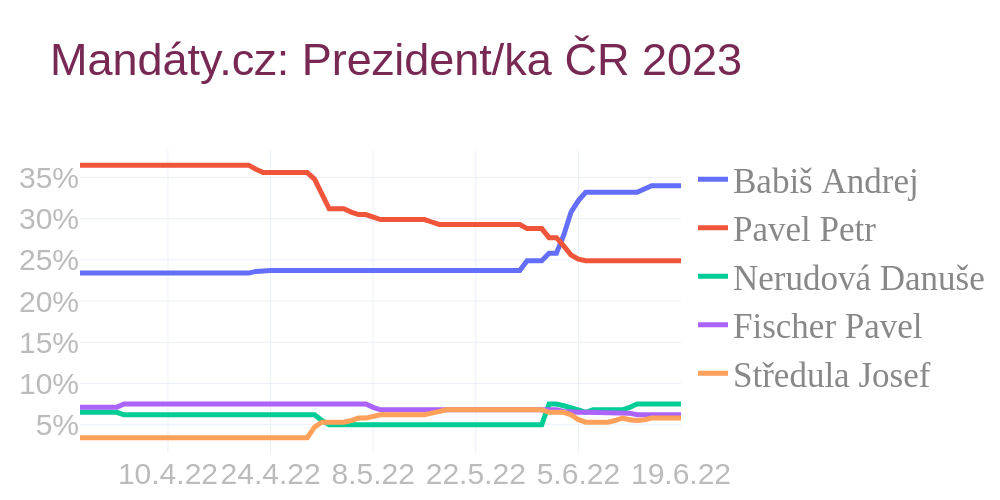 Mandáty.cz: Prezident/ka ČR 2023
35%
30%
25%
20%
15%
10%
5%
10.4.22 24.4.22 8.5.22 22.5.22 5.6.22 19.6.22
Babiš Andrej
Pavel Petr
Nerudová Danuše
Fischer Pavel
Středula Josef